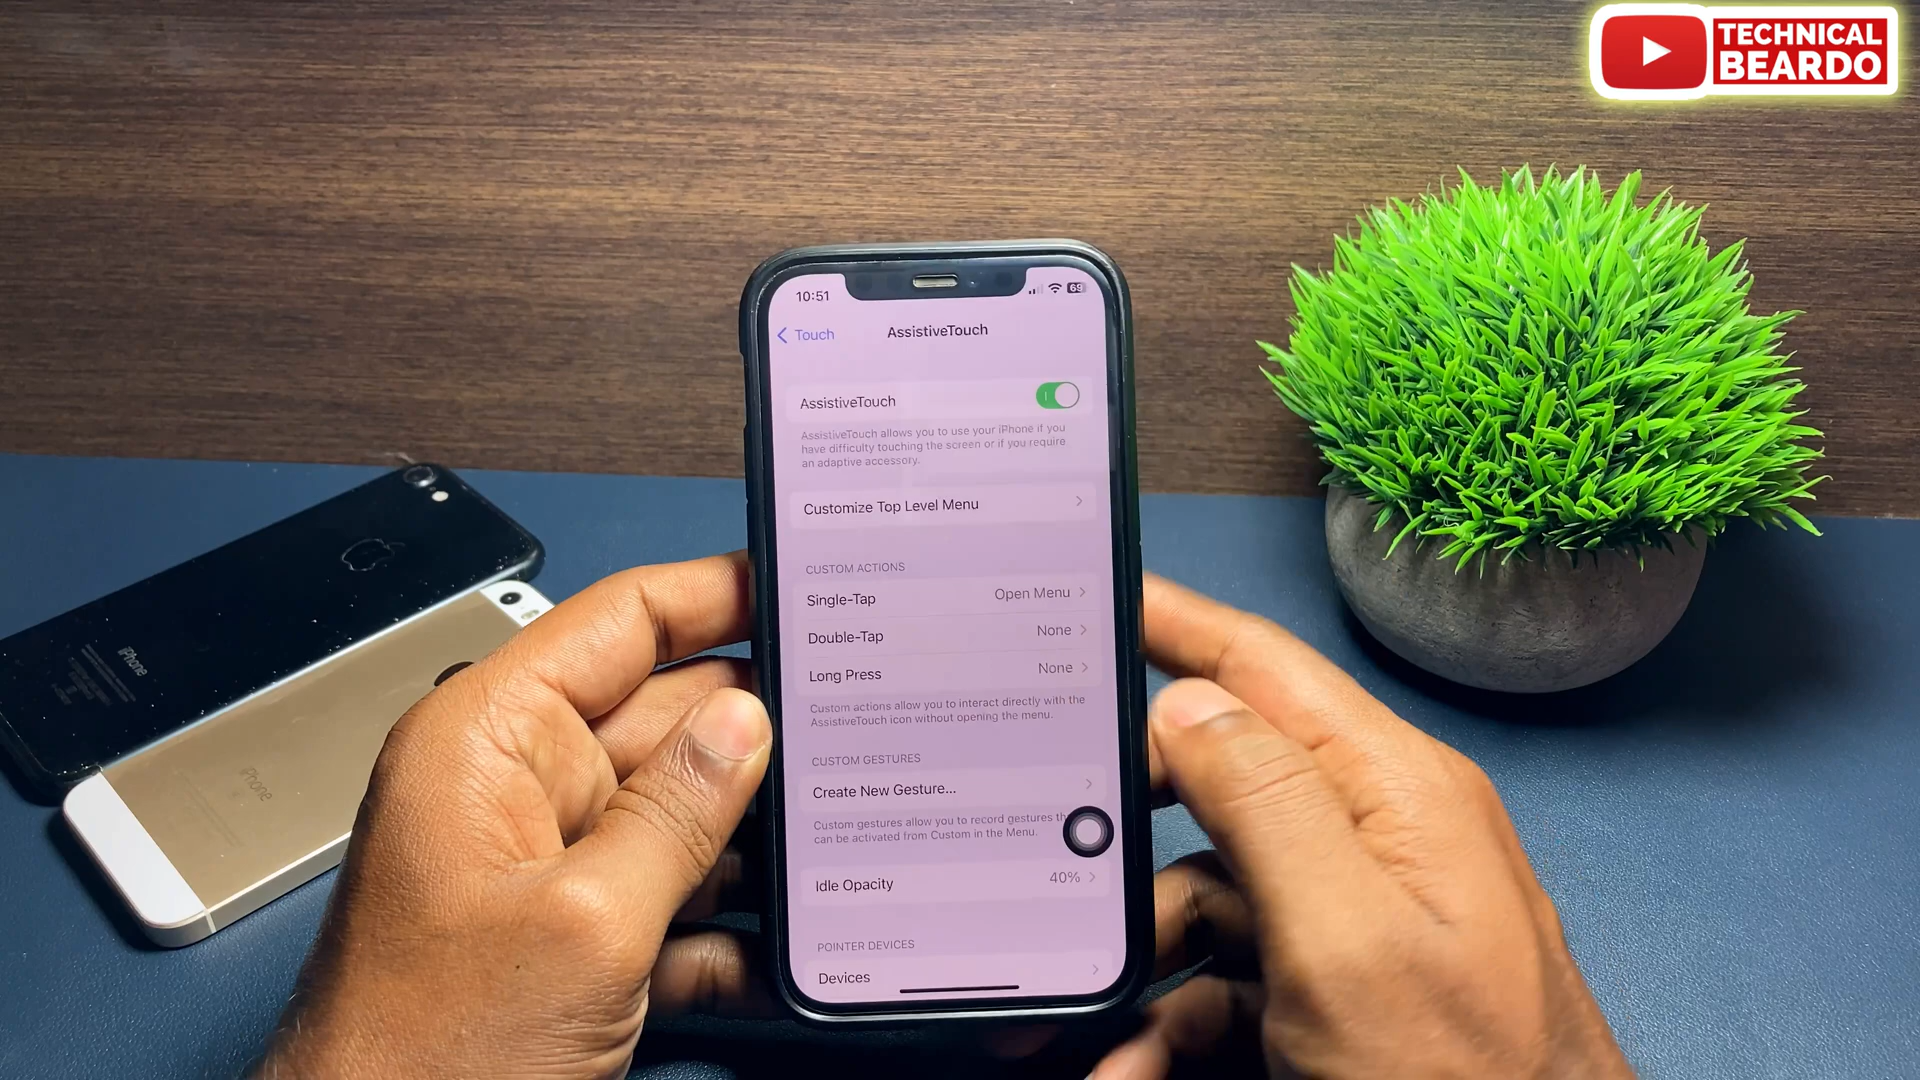 TECHNICAL
BEARDO
10:51
69
Touch
AssistiveTouch
AssistiveTouch
AssistiveTouch allows you to use your iPhone if you
have difficulty touching the screen or if you require
an adaptive accessory.
Customize Top Level Menu
CUSTOM ACTIONS
Single-Tap Open Menu
Double-Tap None
Long Press None
Custom actions allow you to interact directly with the
AssistiveTouch icon without opening the menu.
CUSTOM GESTURES
Create New Gesture...
Custom gestures allow you to record gestures
can be activated from Custom in the Menu.
Idle Opacity 40%
POINTER DEVICES
Devices
iPhone
iPhone